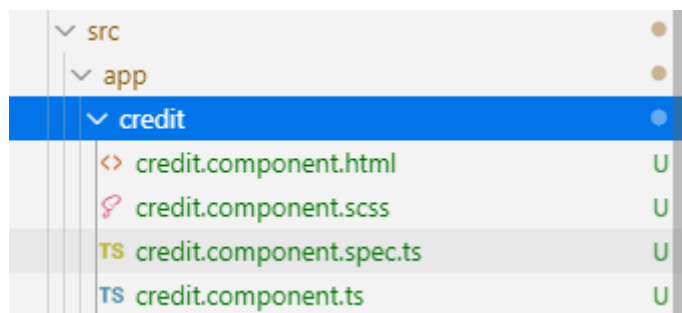 src
app
credit
<> credit.component.html U
credit.component.scss U
TS credit.component.spec.ts U
TS credit.component.ts U